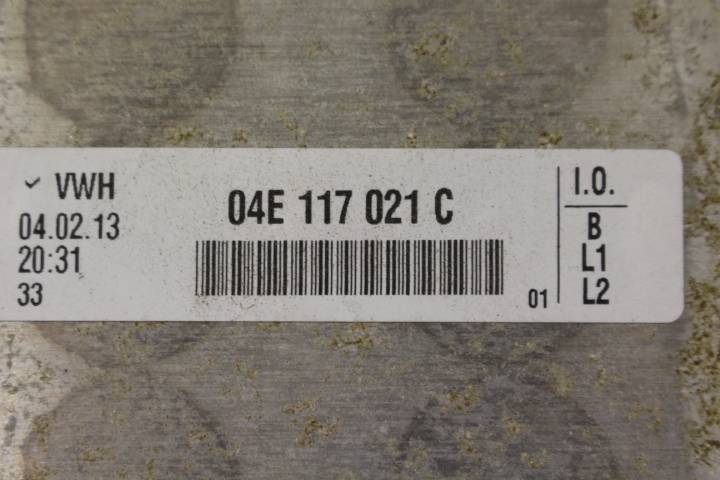 ✓ VWH
04.02.13
20:31
33
04E 117 021 C
01
I.O.
B
L1
L2